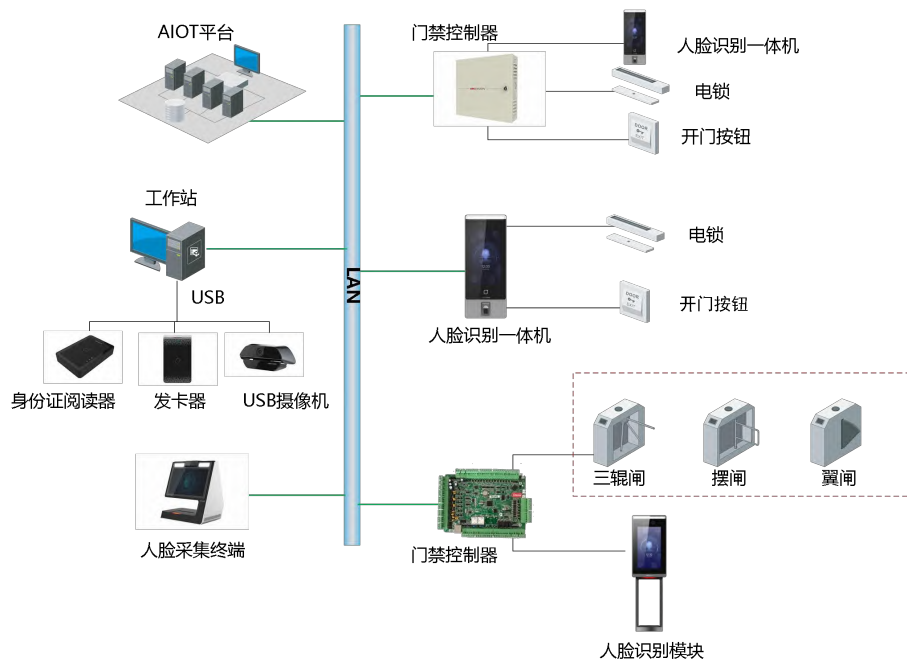 AIOT平台
工作站
USB
身份证阅读器
发卡器
USB摄像机
人脸采集终端
LAN
门禁控制器
人脸识别一体机
电锁
DOOR
开门按钮
人脸识别一体机
电锁
DOOR
开门按钮
门禁控制器
三辊闸
摆闸
翼闸
人脸识别模块